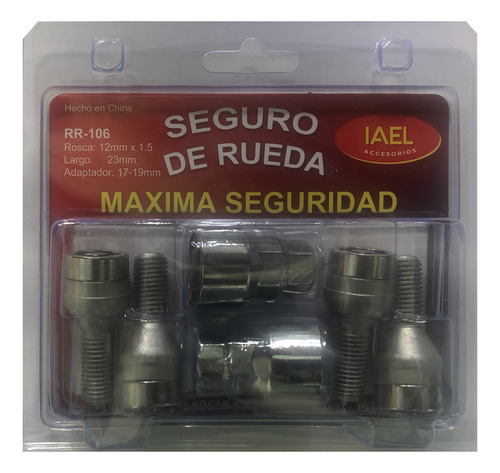 Hecho en China
RR-106
Rosca: 12mm x 1.5
Largo: 23mm
Adaptador: 17-19mm
SEGURO
DE RUEDA
IAEL
ACCESORIOS
MAXIMA SEGURIDAD